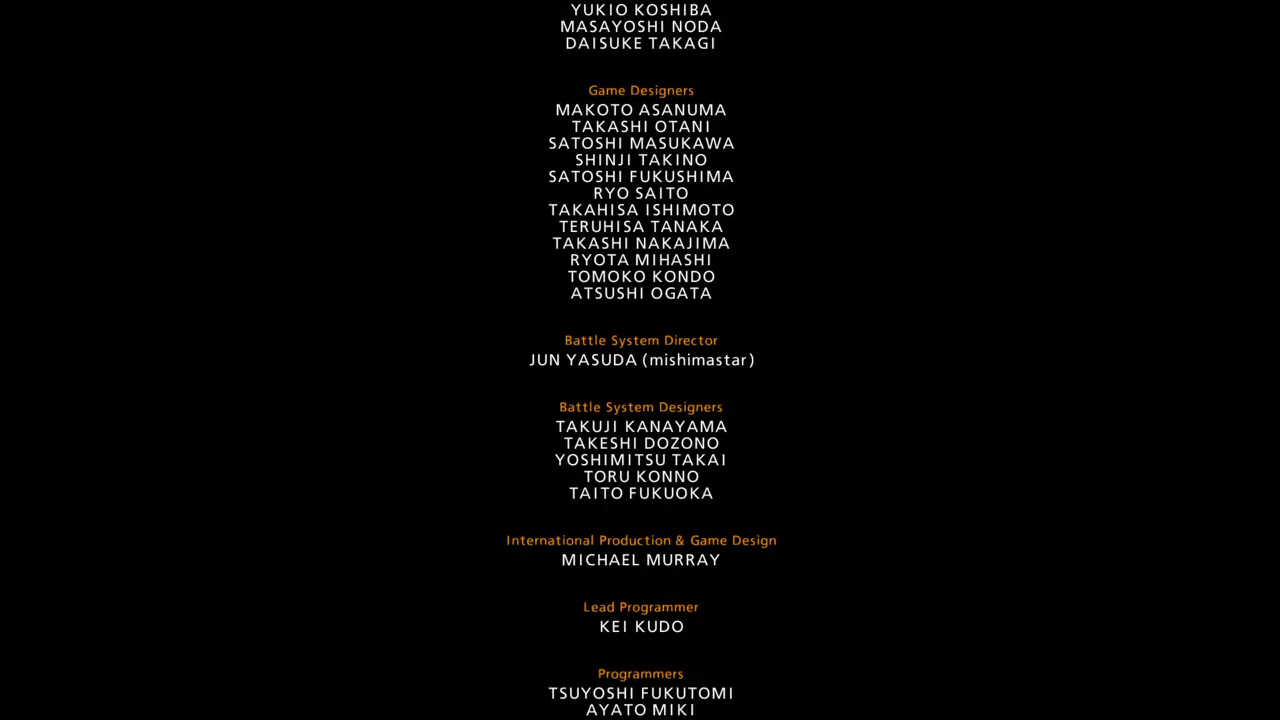 YUKIO KOSHIBA
MASAYOSHI NODA
DAISUKE TAKAGI
Game Designers
MAKOTO ASANUMA
TAKASHI OTANI
SATOSHI MASUKAWA
SHINJI TAKINO
SATOSHI FUKUSHIMA
RYO SAITO
TAKAHISA ISHIMOTO
TERUHISA TANAKA
TAKASHI NAKAJIMA
RYOTA MIHASHI
TOMOKO KONDO
ATSUSHI OGATA
Battle System Director
JUN YASUDA (mishimastar)
Battle System Designers
TAKUJI KANAYAMA
TAKESHI DOZONO
YOSHIMITSU TAKAI
TORU KONNO
TAITO FUKUOKA
International Production & Game Design
MICHAEL MURRAY
Lead Programmer
KEI KUDO
Programmers
TSUYOSHI FUKUTOMI
AYATO MIKI